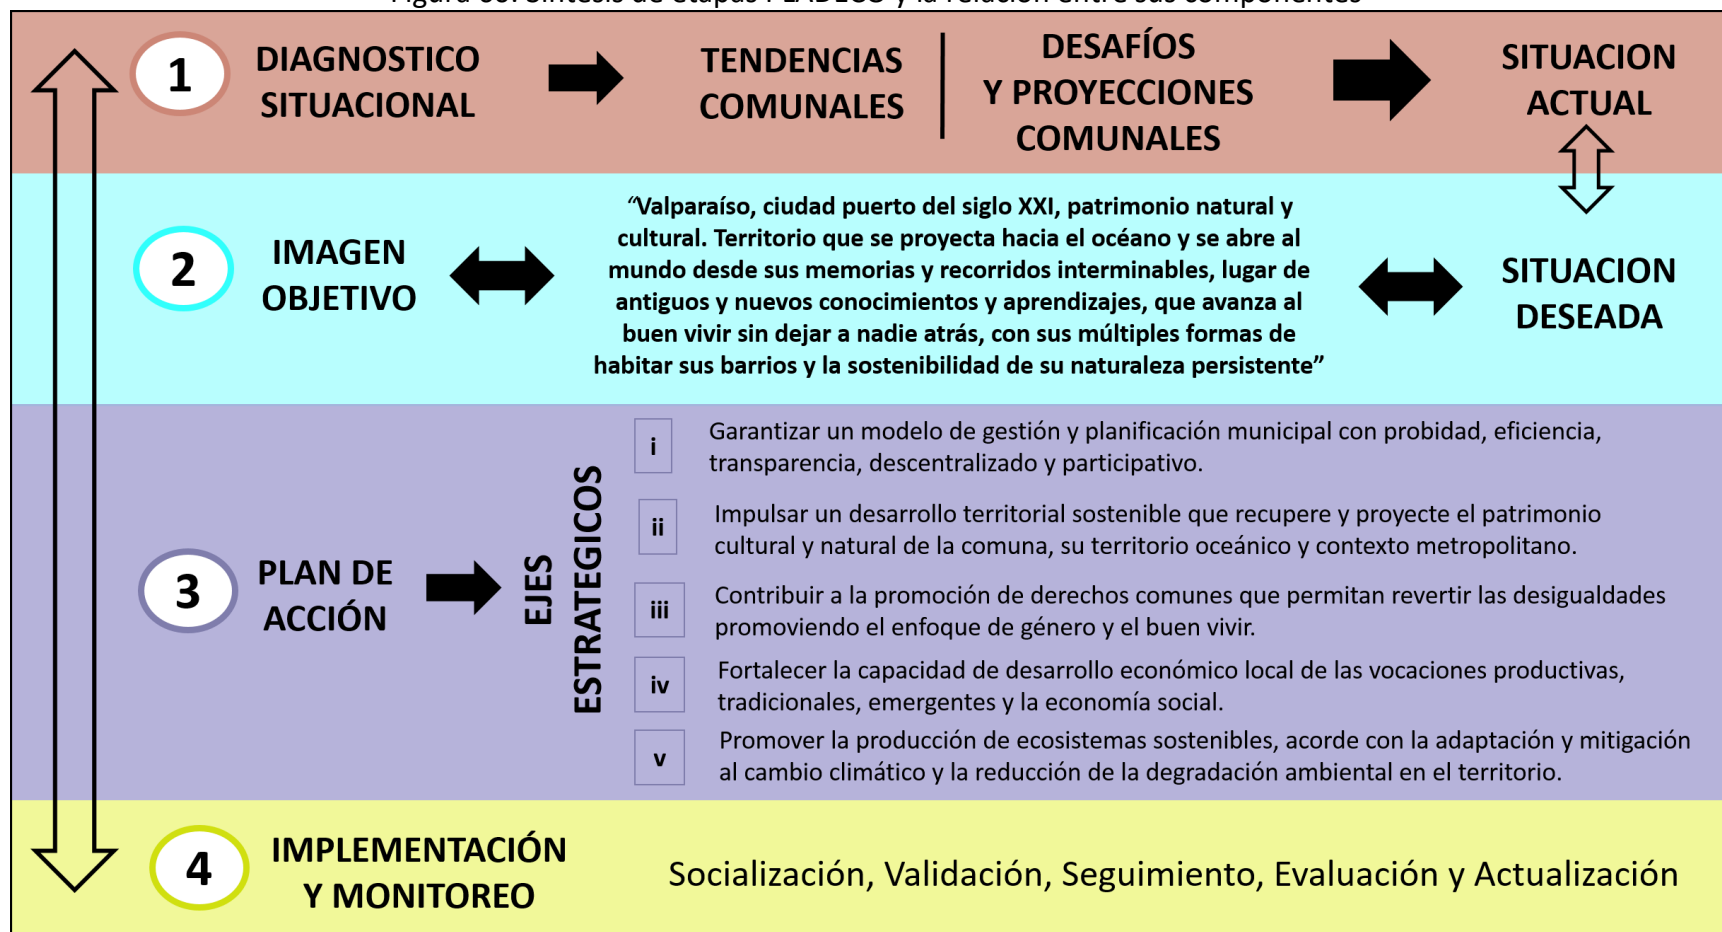 1
DIAGNOSTICO
SITUACIONAL
TENDENCIAS
COMUNALES
DESAFÍOS
Y PROYECCIONES
COMUNALES
SITUACION
ACTUAL
2
IMAGEN
OBJETIVO
“Valparaíso, ciudad puerto del siglo XXI, patrimonio natural y
cultural. Territorio que se proyecta hacia el océano y se abre al
mundo desde sus memorias y recorridos interminables, lugar de
antiguos y nuevos conocimientos y aprendizajes, que avanza al
buen vivir sin dejar a nadie atrás, con sus múltiples formas de
habitar sus barrios y la sostenibilidad de su naturaleza persistente”
SITUACION
DESEADA
3
PLAN DE
ACCIÓN
EJES
ESTRATEGICOS
i
Garantizar un modelo de gestión y planificación municipal con probidad, eficiencia,
transparencia, descentralizado y participativo.
ii
Impulsar un desarrollo territorial sostenible que recupere y proyecte el patrimonio
cultural y natural de la comuna, su territorio oceánico y contexto metropolitano.
iii
Contribuir a la promoción de derechos comunes que permitan revertir las desigualdades
promoviendo el enfoque de género y el buen vivir.
iv
Fortalecer la capacidad de desarrollo económico local de las vocaciones productivas,
tradicionales, emergentes y la economía social.
v
Promover la producción de ecosistemas sostenibles, acorde con la adaptación y mitigación
al cambio climático y la reducción de la degradación ambiental en el territorio.
4
IMPLEMENTACIÓN
Y MONITOREO
Socialización, Validación, Seguimiento, Evaluación y Actualización